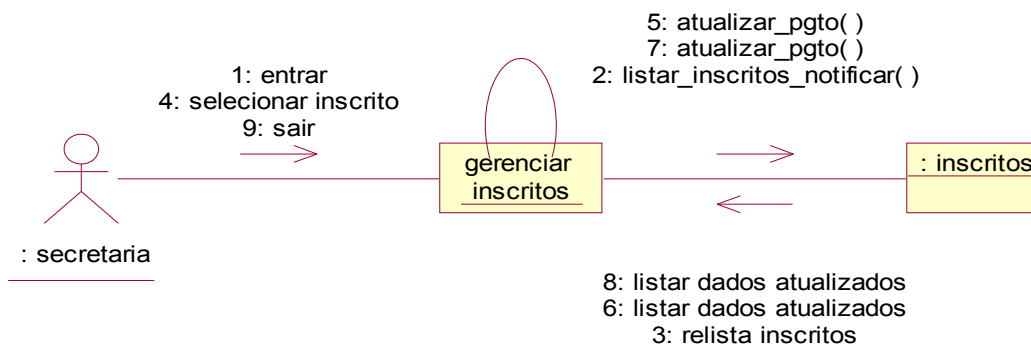 5: atualizar_pgto( )
7: atualizar_pgto( )
2: listar_inscritos_notificar( )
1: entrar
4: selecionar inscrito
9: sair
gerenciar
inscritos
: inscritos
: secretaria
8: listar dados atualizados
6: listar dados atualizados
3: relista inscritos